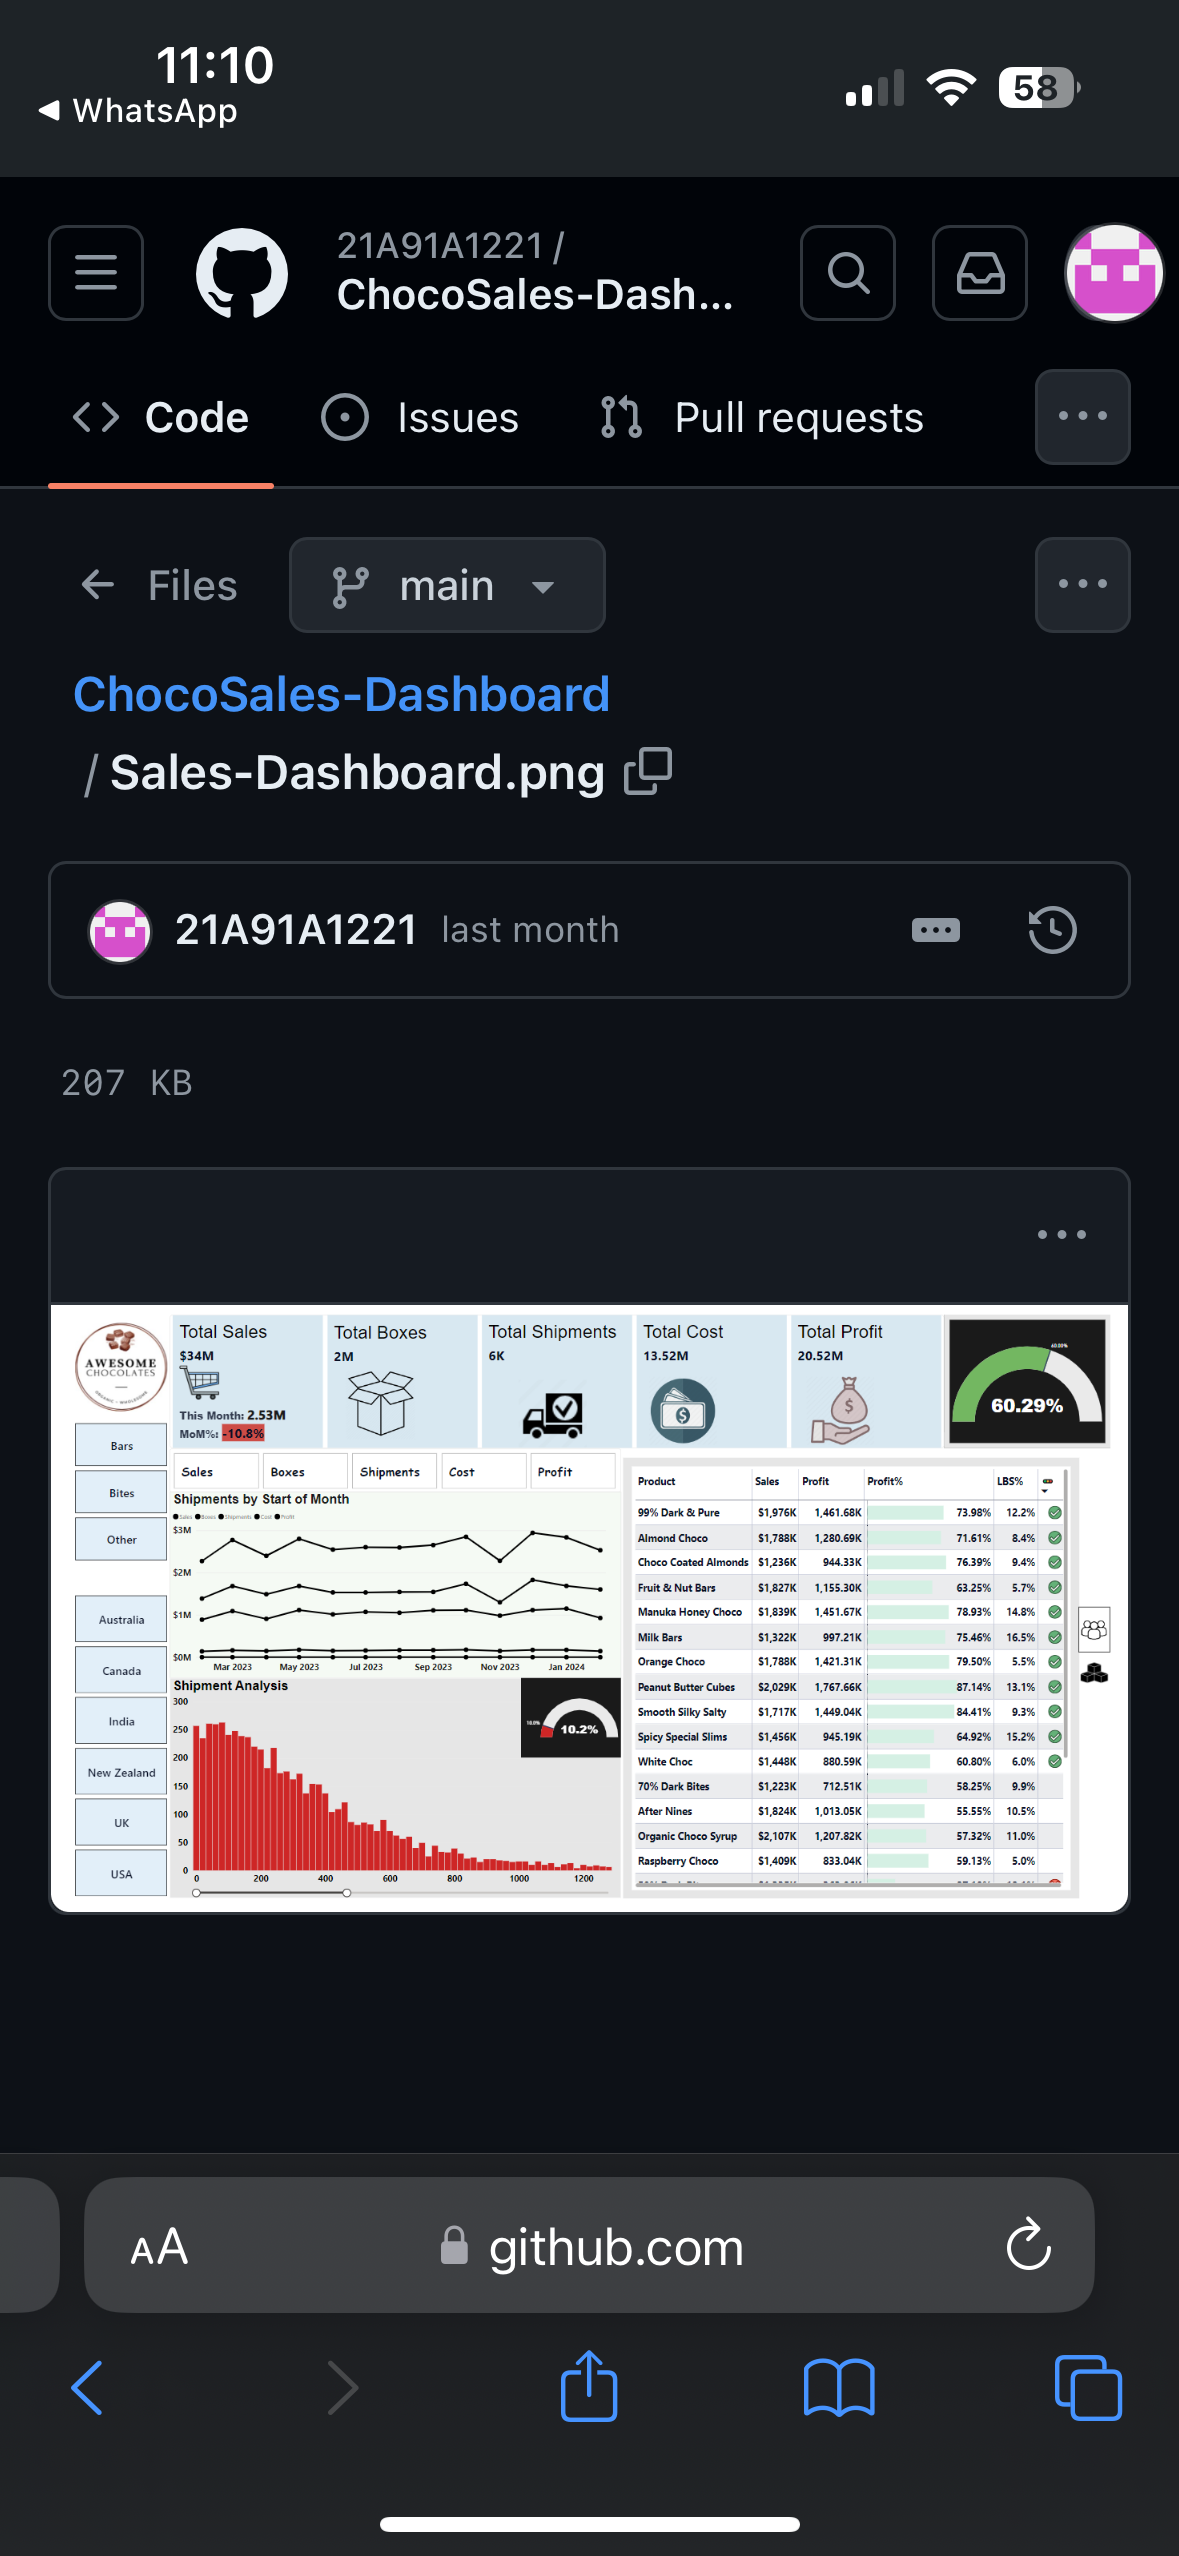 11:10
58
WhatsApp
21A91A1221 /
ChocoSales-Dash...
Code
Issues
Pull requests
Files
main
ChocoSales-Dashboard
/ Sales-Dashboard.png
21A91A1221 last month
207 KB
AWESOME
CHOCOLATES
Total Sales
$34M
This Month: 2.53M
MoM%: -10.8%
Total Boxes
2M
Total Shipments
6K
Total Cost
13.52M
Total Profit
20.52M
60.00%
60.29%
Bars
Bites
Other
Australia
Canada
India
New Zealand
UK
USA
Sales
Boxes
Shipments
Cost
Profit
Shipments by Start of Month
Sales Boxes Shipments Cost Profit
$3M
$2M
$1M
$0M
Mar 2023 May 2023 Jul 2023 Sep 2023 Nov 2023 Jan 2024
Shipment Analysis
300
250
200
150
100
50
0
0 200 400 600 800 1000 1200
10.0%
10.2%
Product Sales Profit Profit% LBS%
99% Dark & Pure $1,976K 1,461.68K 73.98% 12.2%
Almond Choco $1,788K 1,280.69K 71.61% 8.4%
Choco Coated Almonds $1,236K 944.33K 76.39% 9.4%
Fruit & Nut Bars $1,827K 1,155.30K 63.25% 5.7%
Manuka Honey Choco $1,839K 1,451.67K 78.93% 14.8%
Milk Bars $1,322K 997.21K 75.46% 16.5%
Orange Choco $1,788K 1,421.31K 79.50% 5.5%
Peanut Butter Cubes $2,029K 1,767.66K 87.14% 13.1%
Smooth Silky Salty $1,717K 1,449.04K 84.41% 9.3%
Spicy Special Slims $1,456K 945.19K 64.92% 15.2%
White Choc $1,448K 880.59K 60.80% 6.0%
70% Dark Bites $1,223K 712.51K 58.25% 9.9%
After Nines $1,824K 1,013.05K 55.55% 10.5%
Organic Choco Syrup $2,107K 1,207.82K 57.32% 11.0%
Raspberry Choco $1,409K 833.04K 59.13% 5.0%
AA
github.com